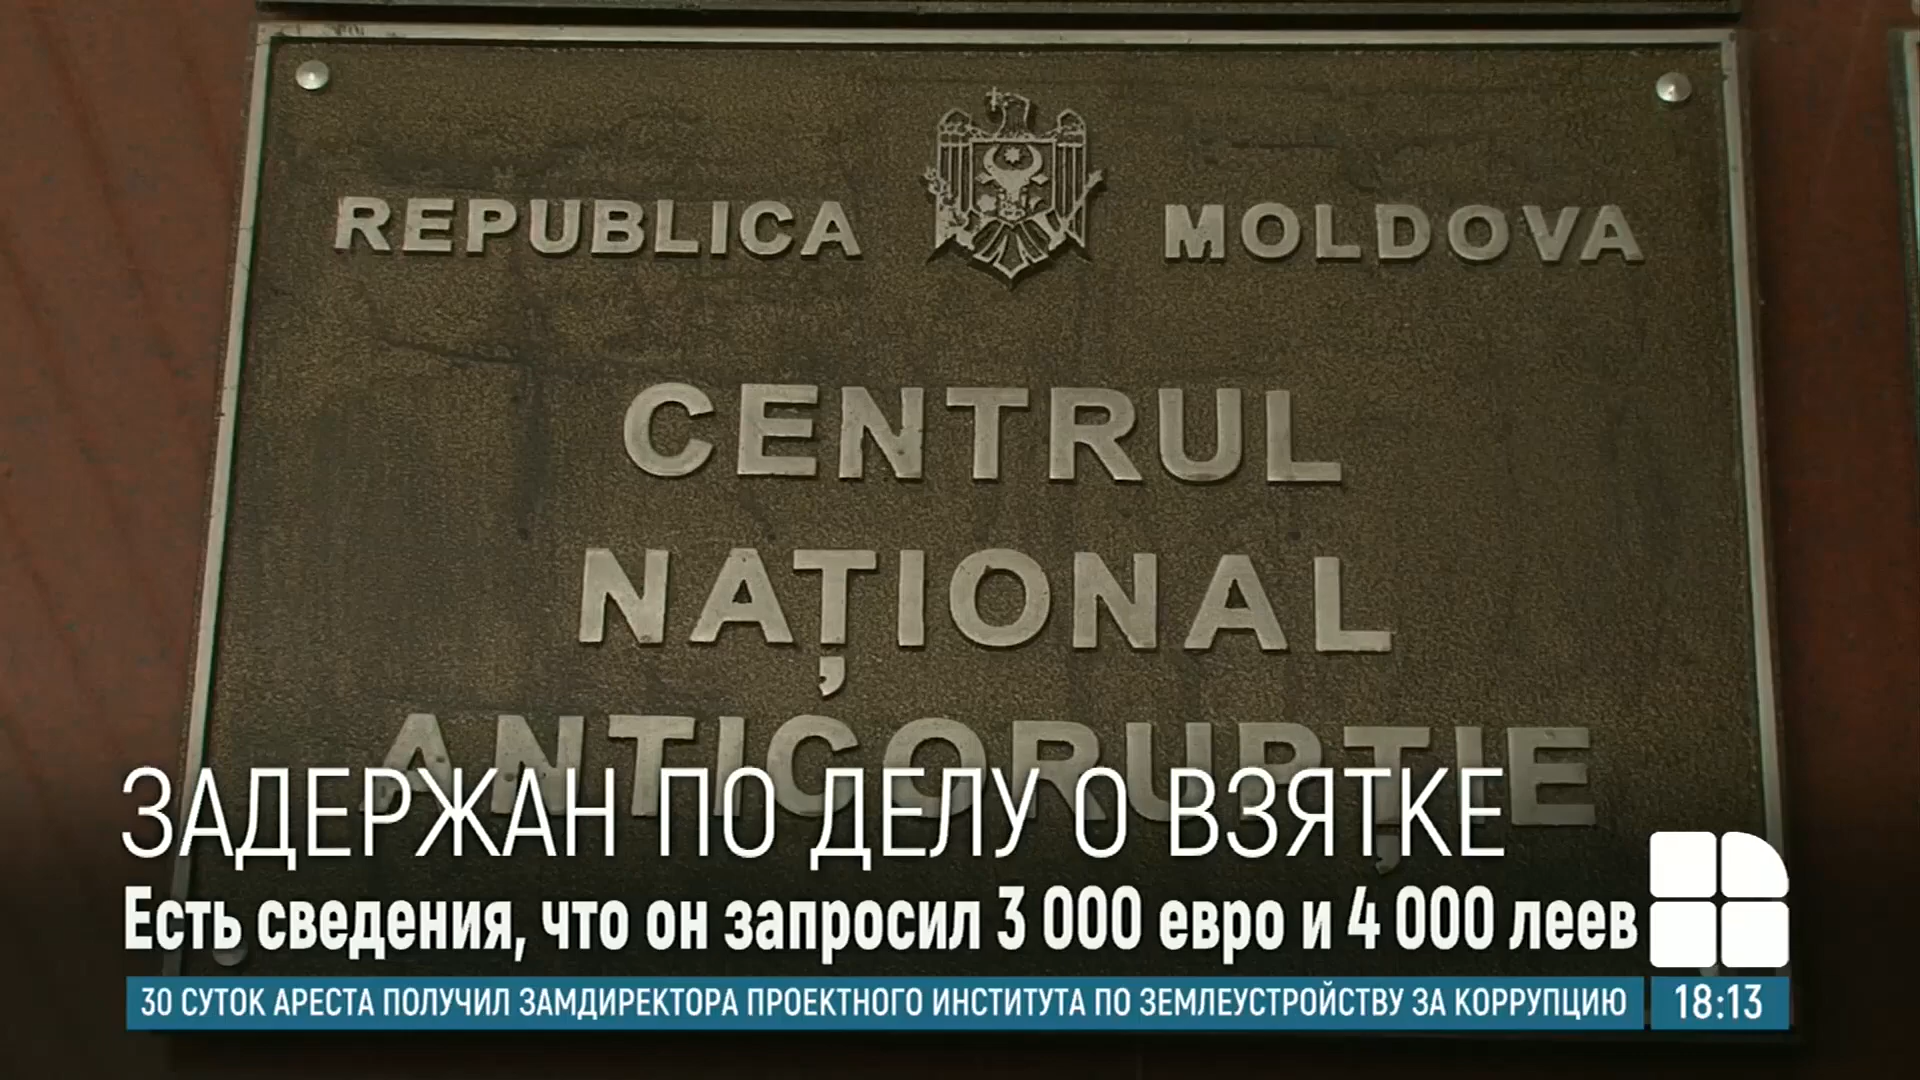 REPUBLICA MOLDOVA
CENTRUL
NAȚIONAL
ANTICORUPȚIE
ЗАДЕРЖАН ПО ДЕЛУ О ВЗЯТКЕ
Есть сведения, что он запросил 3 000 евро и 4 000 леев
30 СУТОК АРЕСТА ПОЛУЧИЛ ЗАМДИРЕКТОРА ПРОЕКТНОГО ИНСТИТУТА ПО ЗЕМЛЕУСТРОЙСТВУ ЗА КОРРУПЦИЮ 18:13